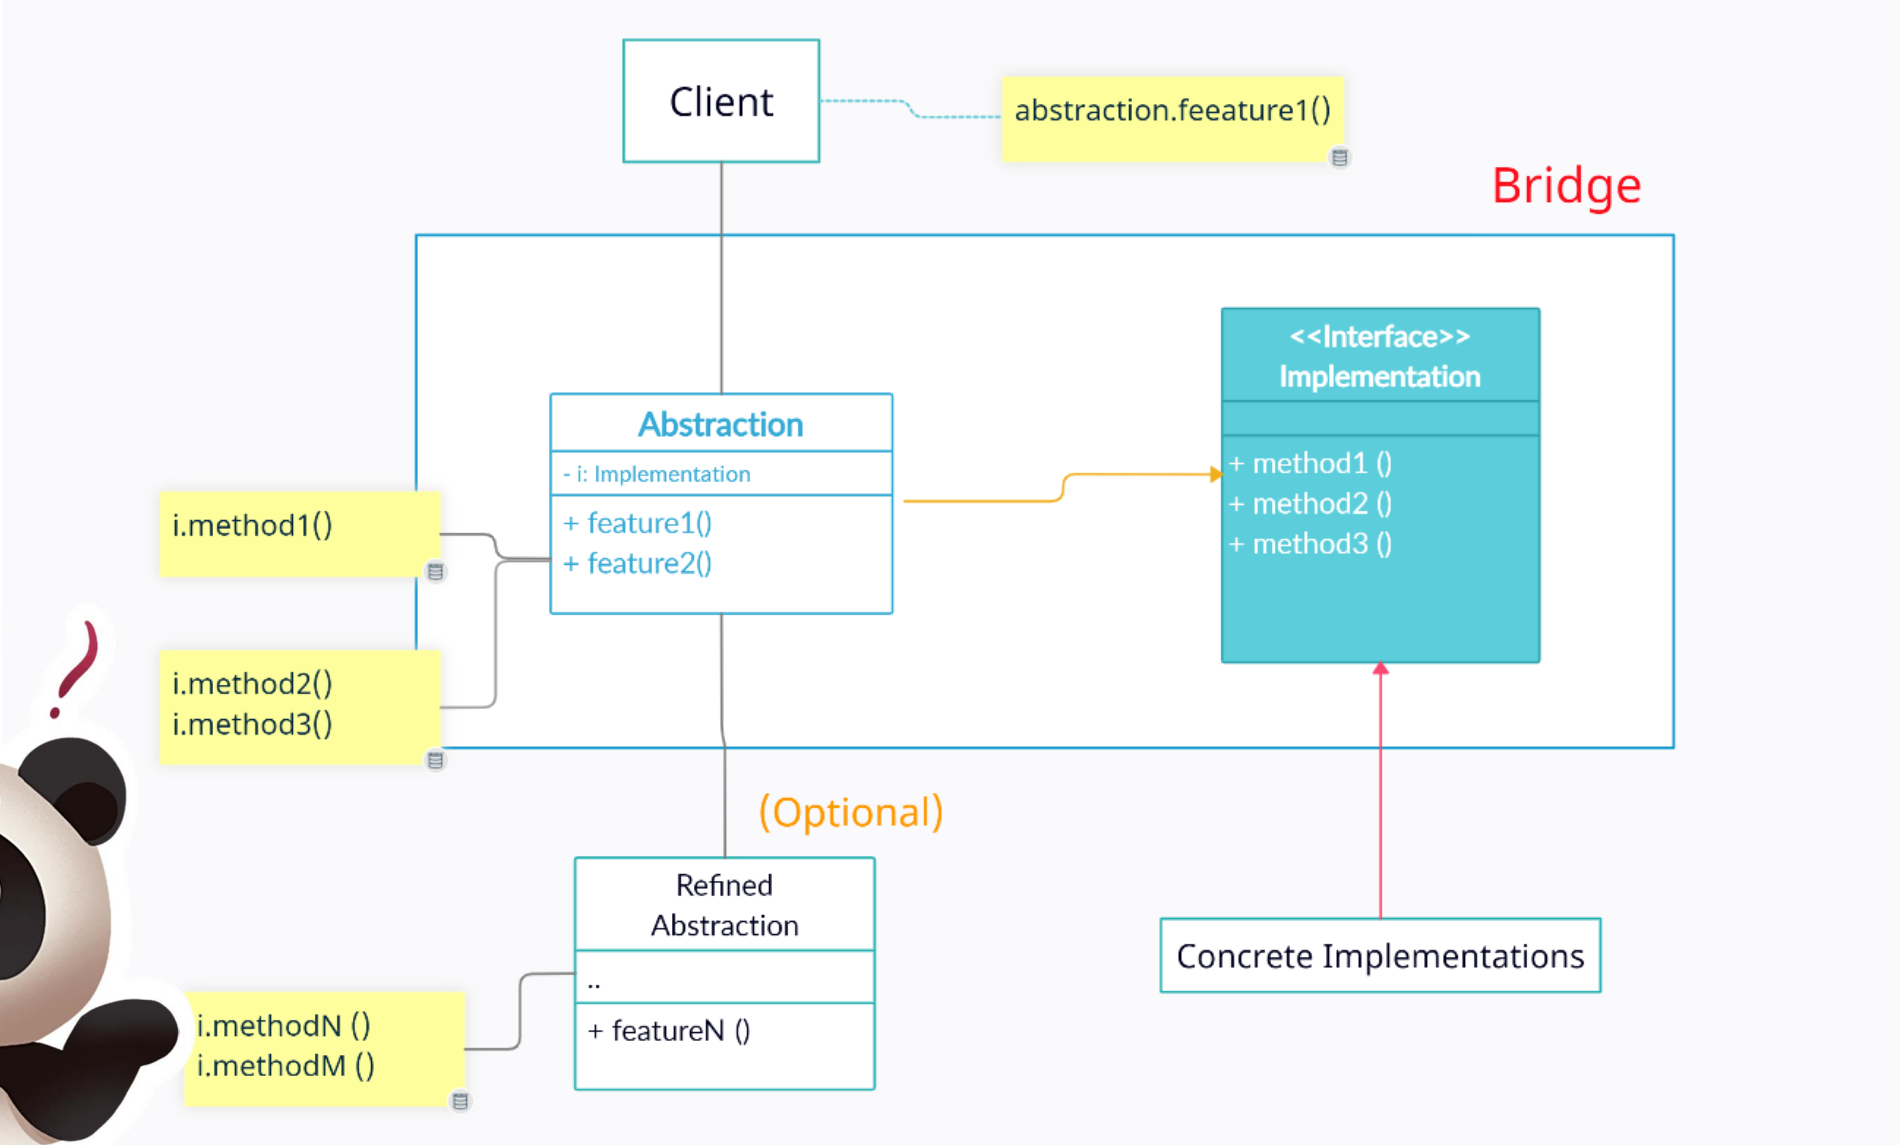 Client
abstraction.feeature1()
Bridge
<<Interface>>
Implementation
+ method1 ()
+ method2 ()
+ method3 ()
Abstraction
- i: Implementation
+ feature1()
+ feature2()
i.method1()
i.method2()
i.method3()
?
(Optional)
Refined
Abstraction
..
+ featureN ()
i.methodN ()
i.methodM ()
Concrete Implementations